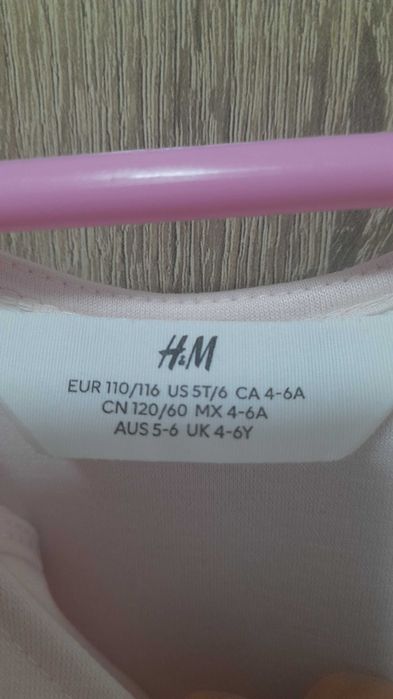 H&M
EUR 110/116 US 5T/6 CA 4-6A
CN 120/60 MX 4-6A
AUS 5-6 UK 4-6Y